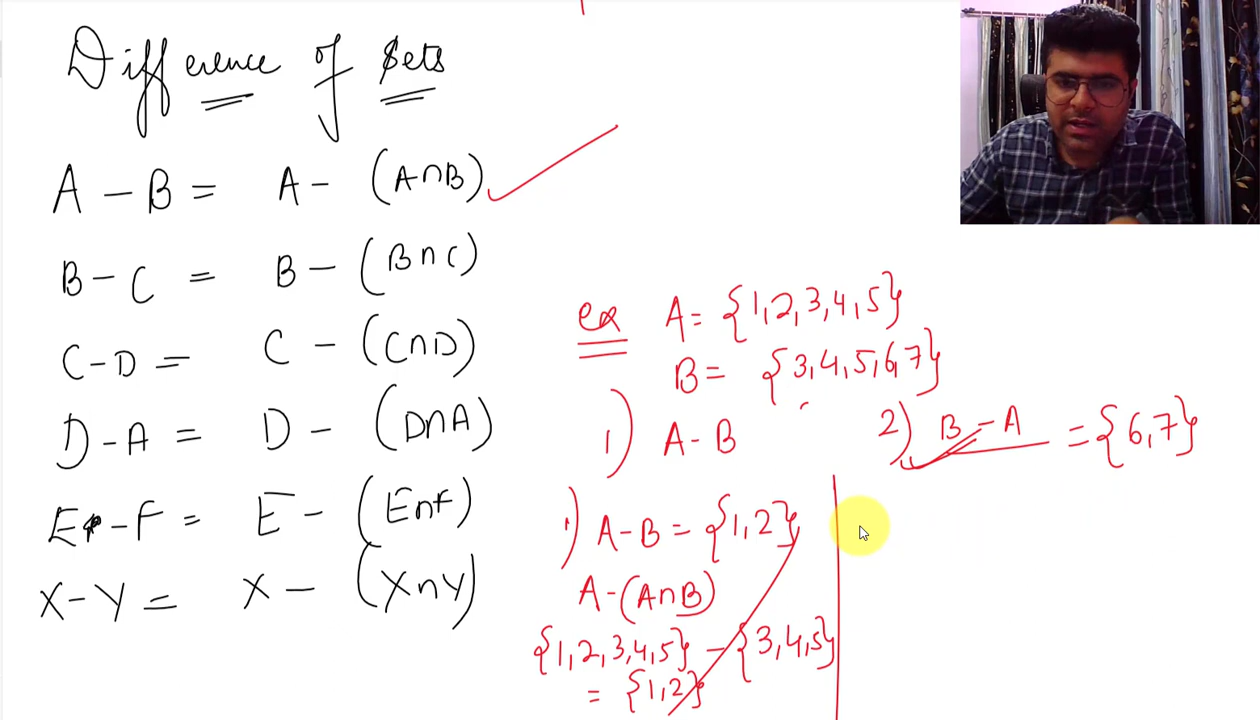 Difference of Sets
A - B = A - (A∩B)
B - C = B - (B∩C)
C - D = C - (C∩D)
D - A = D - (D∩A)
E - F = E - (E∩F)
X - Y = X - (X∩Y)
ex A = {1,2,3,4,5}
B = {3,4,5,6,7}
1) A - B
2) B - A = {6,7}
1) A - B = {1,2}
A - (A∩B)
{1,2,3,4,5} - {3,4,5}
= {1,2}